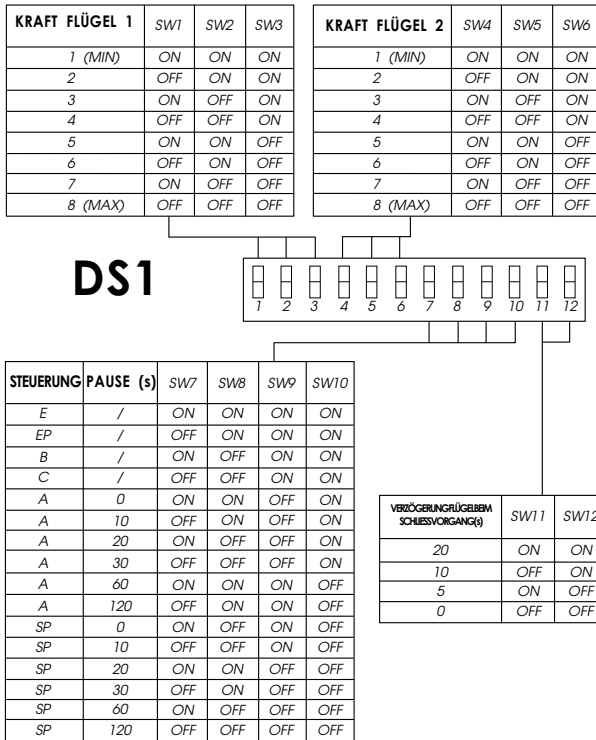 KRAFT FLÜGEL 1 SW1 SW2 SW3
1 (MIN) ON ON ON
2 OFF ON ON
3 ON OFF ON
4 OFF OFF ON
5 ON ON OFF
6 OFF ON OFF
7 ON OFF OFF
8 (MAX) OFF OFF OFF
KRAFT FLÜGEL 2 SW4 SW5 SW6
1 (MIN) ON ON ON
2 OFF ON ON
3 ON OFF ON
4 OFF OFF ON
5 ON ON OFF
6 OFF ON OFF
7 ON OFF OFF
8 (MAX) OFF OFF OFF
DS1
1 2 3 4 5 6 7 8 9 10 11 12
STEUERUNG PAUSE (s) SW7 SW8 SW9 SW10
E / ON ON ON ON
EP / OFF ON ON ON
B / ON OFF ON ON
C / OFF OFF ON ON
A 0 ON ON OFF ON
A 10 OFF ON OFF ON
A 20 ON OFF OFF ON
A 30 OFF OFF OFF ON
A 60 ON ON ON OFF
A 120 OFF ON ON OFF
SP 0 ON OFF ON OFF
SP 10 OFF OFF ON OFF
SP 20 ON ON OFF OFF
SP 30 OFF ON OFF OFF
SP 60 ON OFF OFF OFF
SP 120 OFF OFF OFF OFF
VERZÖGERUNGFLÜGELBEIM
SCHLIESSVORGANG(s) SW11 SW12
20 ON ON
10 OFF ON
5 ON OFF
0 OFF OFF